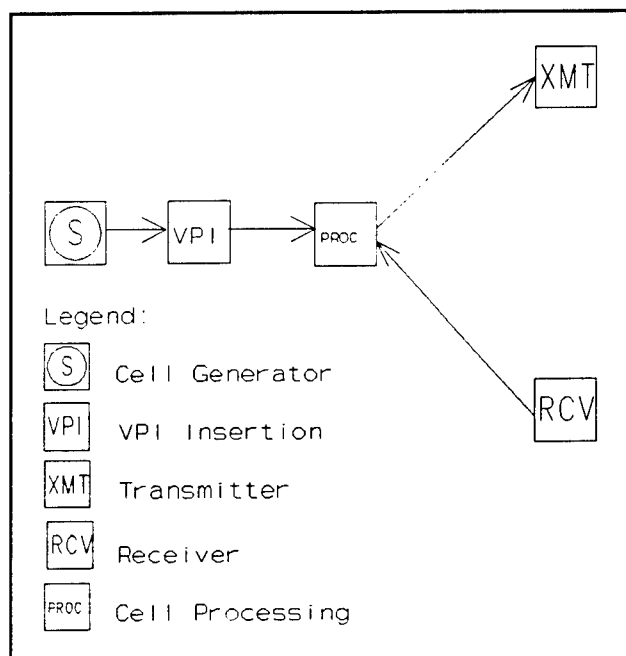 XMT
S
VPI
PROC
RCV
Legend:
S Cell Generator
VPI VPI Insertion
XMT Transmitter
RCV Receiver
PROC Cell Processing